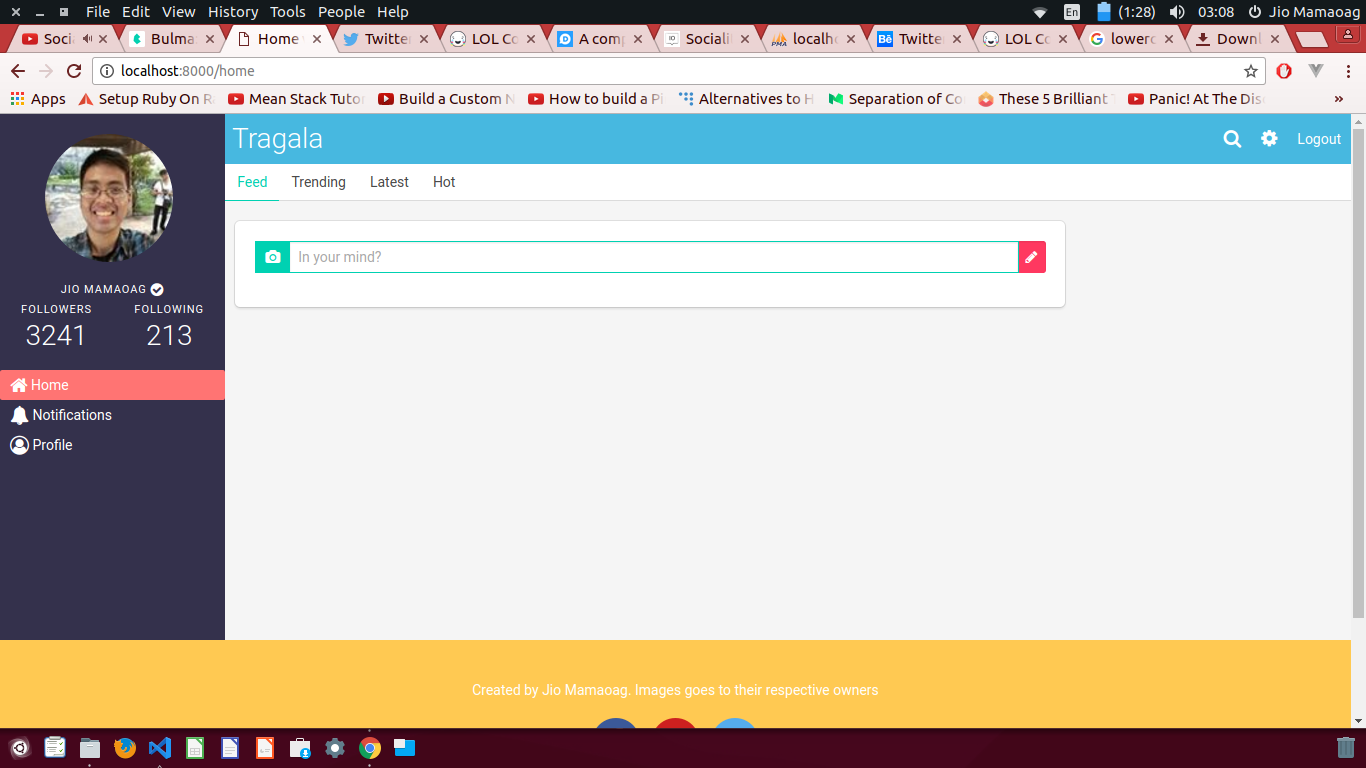 File Edit View History Tools People Help
En (1:28) 03:08 Jio Mamaoag
Soci Bulma Home Twitter LOL Co A comp Sociali localh Twitte LOL Co lowerc Downl
localhost:8000/home
Apps Setup Ruby On R Mean Stack Tutor Build a Custom N How to build a Pi Alternatives to H Separation of Co These 5 Brilliant T Panic! At The Dis »
Tragala
Logout
Feed Trending Latest Hot
In your mind?
JIO MAMAOAG
FOLLOWERS FOLLOWING
3241 213
Home
Notifications
Profile
Created by Jio Mamaoag. Images goes to their respective owners